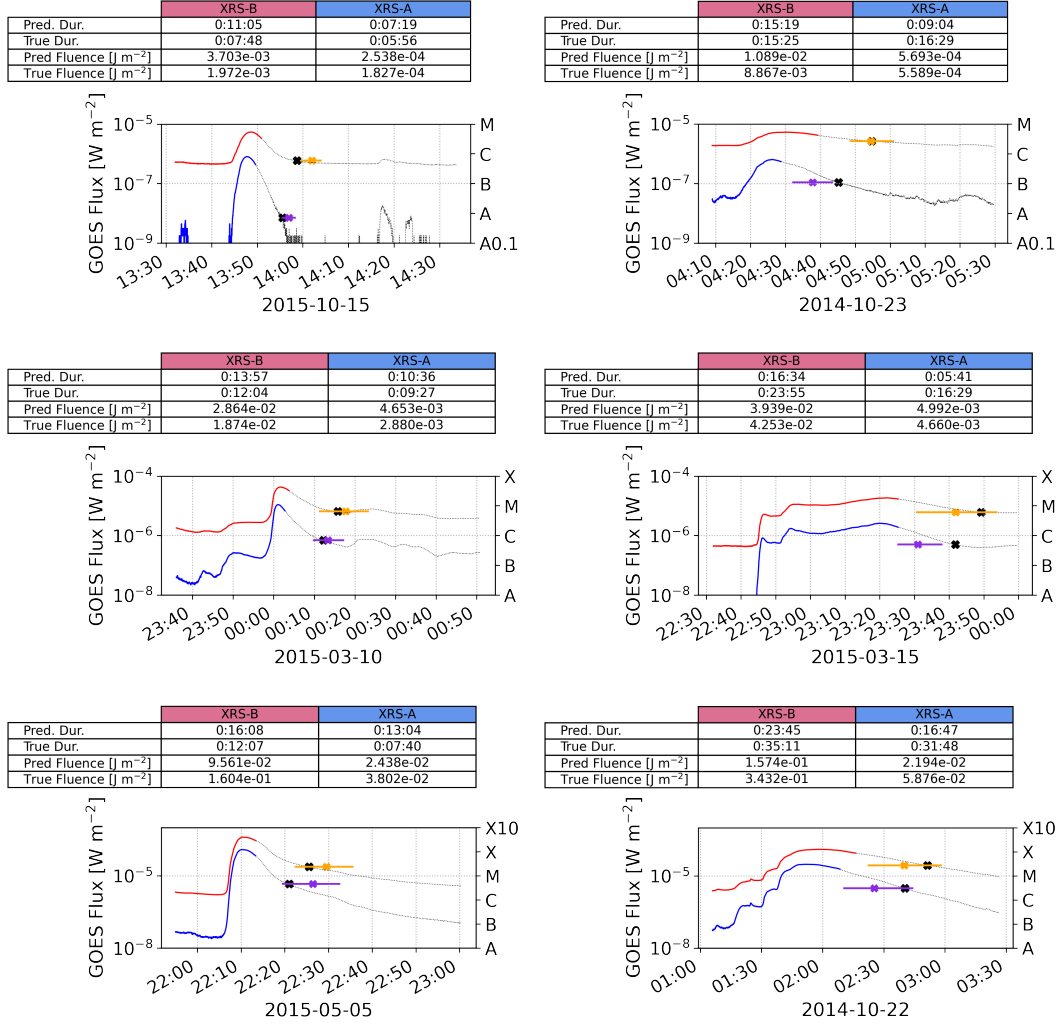 XRS-B XRS-A
Pred. Dur. 0:11:05 0:07:19
True Dur. 0:07:48 0:05:56
Pred Fluence [J m⁻²] 3.703e-03 2.538e-04
True Fluence [J m⁻²] 1.972e-03 1.827e-04
GOES Flux [W m⁻²]
10⁻⁵ M
C
10⁻⁷ B
A
10⁻⁹ A0.1
13:30 13:40 13:50 14:00 14:10 14:20 14:30
2015-10-15
XRS-B XRS-A
Pred. Dur. 0:15:19 0:09:04
True Dur. 0:15:25 0:16:29
Pred Fluence [J m⁻²] 1.089e-02 5.693e-04
True Fluence [J m⁻²] 8.867e-03 5.589e-04
GOES Flux [W m⁻²]
10⁻⁵ M
C
10⁻⁷ B
A
10⁻⁹ A0.1
04:10 04:20 04:30 04:40 04:50 05:00 05:10 05:20 05:30
2014-10-23
XRS-B XRS-A
Pred. Dur. 0:13:57 0:10:36
True Dur. 0:12:04 0:09:27
Pred Fluence [J m⁻²] 2.864e-02 4.653e-03
True Fluence [J m⁻²] 1.874e-02 2.880e-03
GOES Flux [W m⁻²]
10⁻⁴ X
M
10⁻⁶ C
B
10⁻⁸ A
23:40 23:50 00:00 00:10 00:20 00:30 00:40 00:50
2015-03-10
XRS-B XRS-A
Pred. Dur. 0:16:34 0:05:41
True Dur. 0:23:55 0:16:29
Pred Fluence [J m⁻²] 3.939e-02 4.992e-03
True Fluence [J m⁻²] 4.253e-02 4.660e-03
GOES Flux [W m⁻²]
10⁻⁴ X
M
10⁻⁶ C
B
10⁻⁸ A
22:30 22:40 22:50 23:00 23:10 23:20 23:30 23:40 23:50 00:00
2015-03-15
XRS-B XRS-A
Pred. Dur. 0:16:08 0:13:04
True Dur. 0:12:07 0:07:40
Pred Fluence [J m⁻²] 9.561e-02 2.438e-02
True Fluence [J m⁻²] 1.604e-01 3.802e-02
GOES Flux [W m⁻²]
X10
X
10⁻⁵ M
C
B
10⁻⁸ A
22:00 22:10 22:20 22:30 22:40 22:50 23:00
2015-05-05
XRS-B XRS-A
Pred. Dur. 0:23:45 0:16:47
True Dur. 0:35:11 0:31:48
Pred Fluence [J m⁻²] 1.574e-01 2.194e-02
True Fluence [J m⁻²] 3.432e-01 5.876e-02
GOES Flux [W m⁻²]
X10
X
10⁻⁵ M
C
B
10⁻⁸ A
01:00 01:30 02:00 02:30 03:00 03:30
2014-10-22